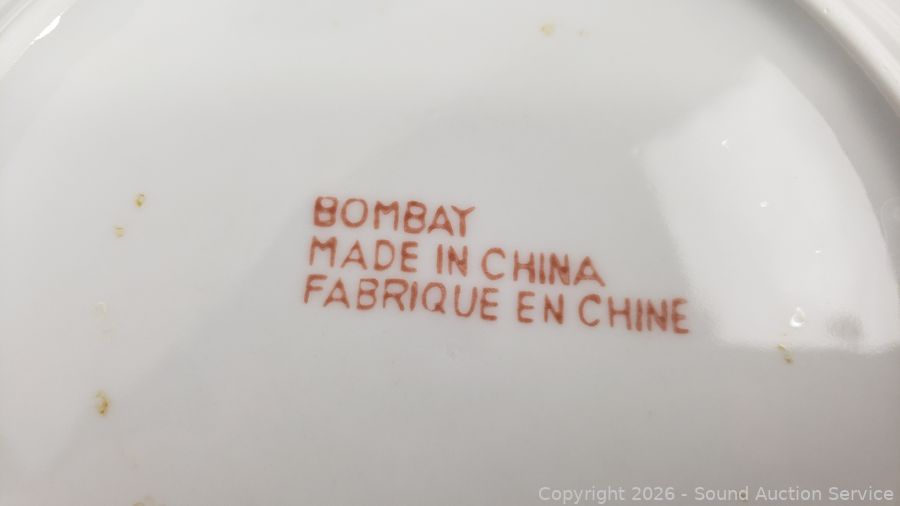 BOMBAY
MADE IN CHINA
FABRIQUE EN CHINE
Copyright 2026 - Sound Auction Service